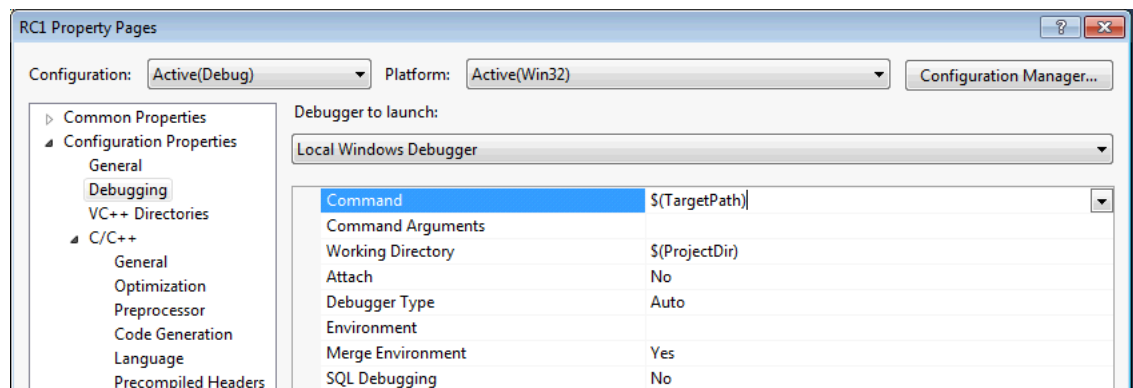 RC1 Property Pages
Configuration: Active(Debug) Platform: Active(Win32) Configuration Manager...
Common Properties
Configuration Properties
General
Debugging
VC++ Directories
C/C++
General
Optimization
Preprocessor
Code Generation
Language
Precompiled Headers
Debugger to launch:
Local Windows Debugger
Command $(TargetPath)
Command Arguments
Working Directory $(ProjectDir)
Attach No
Debugger Type Auto
Environment
Merge Environment Yes
SQL Debugging No